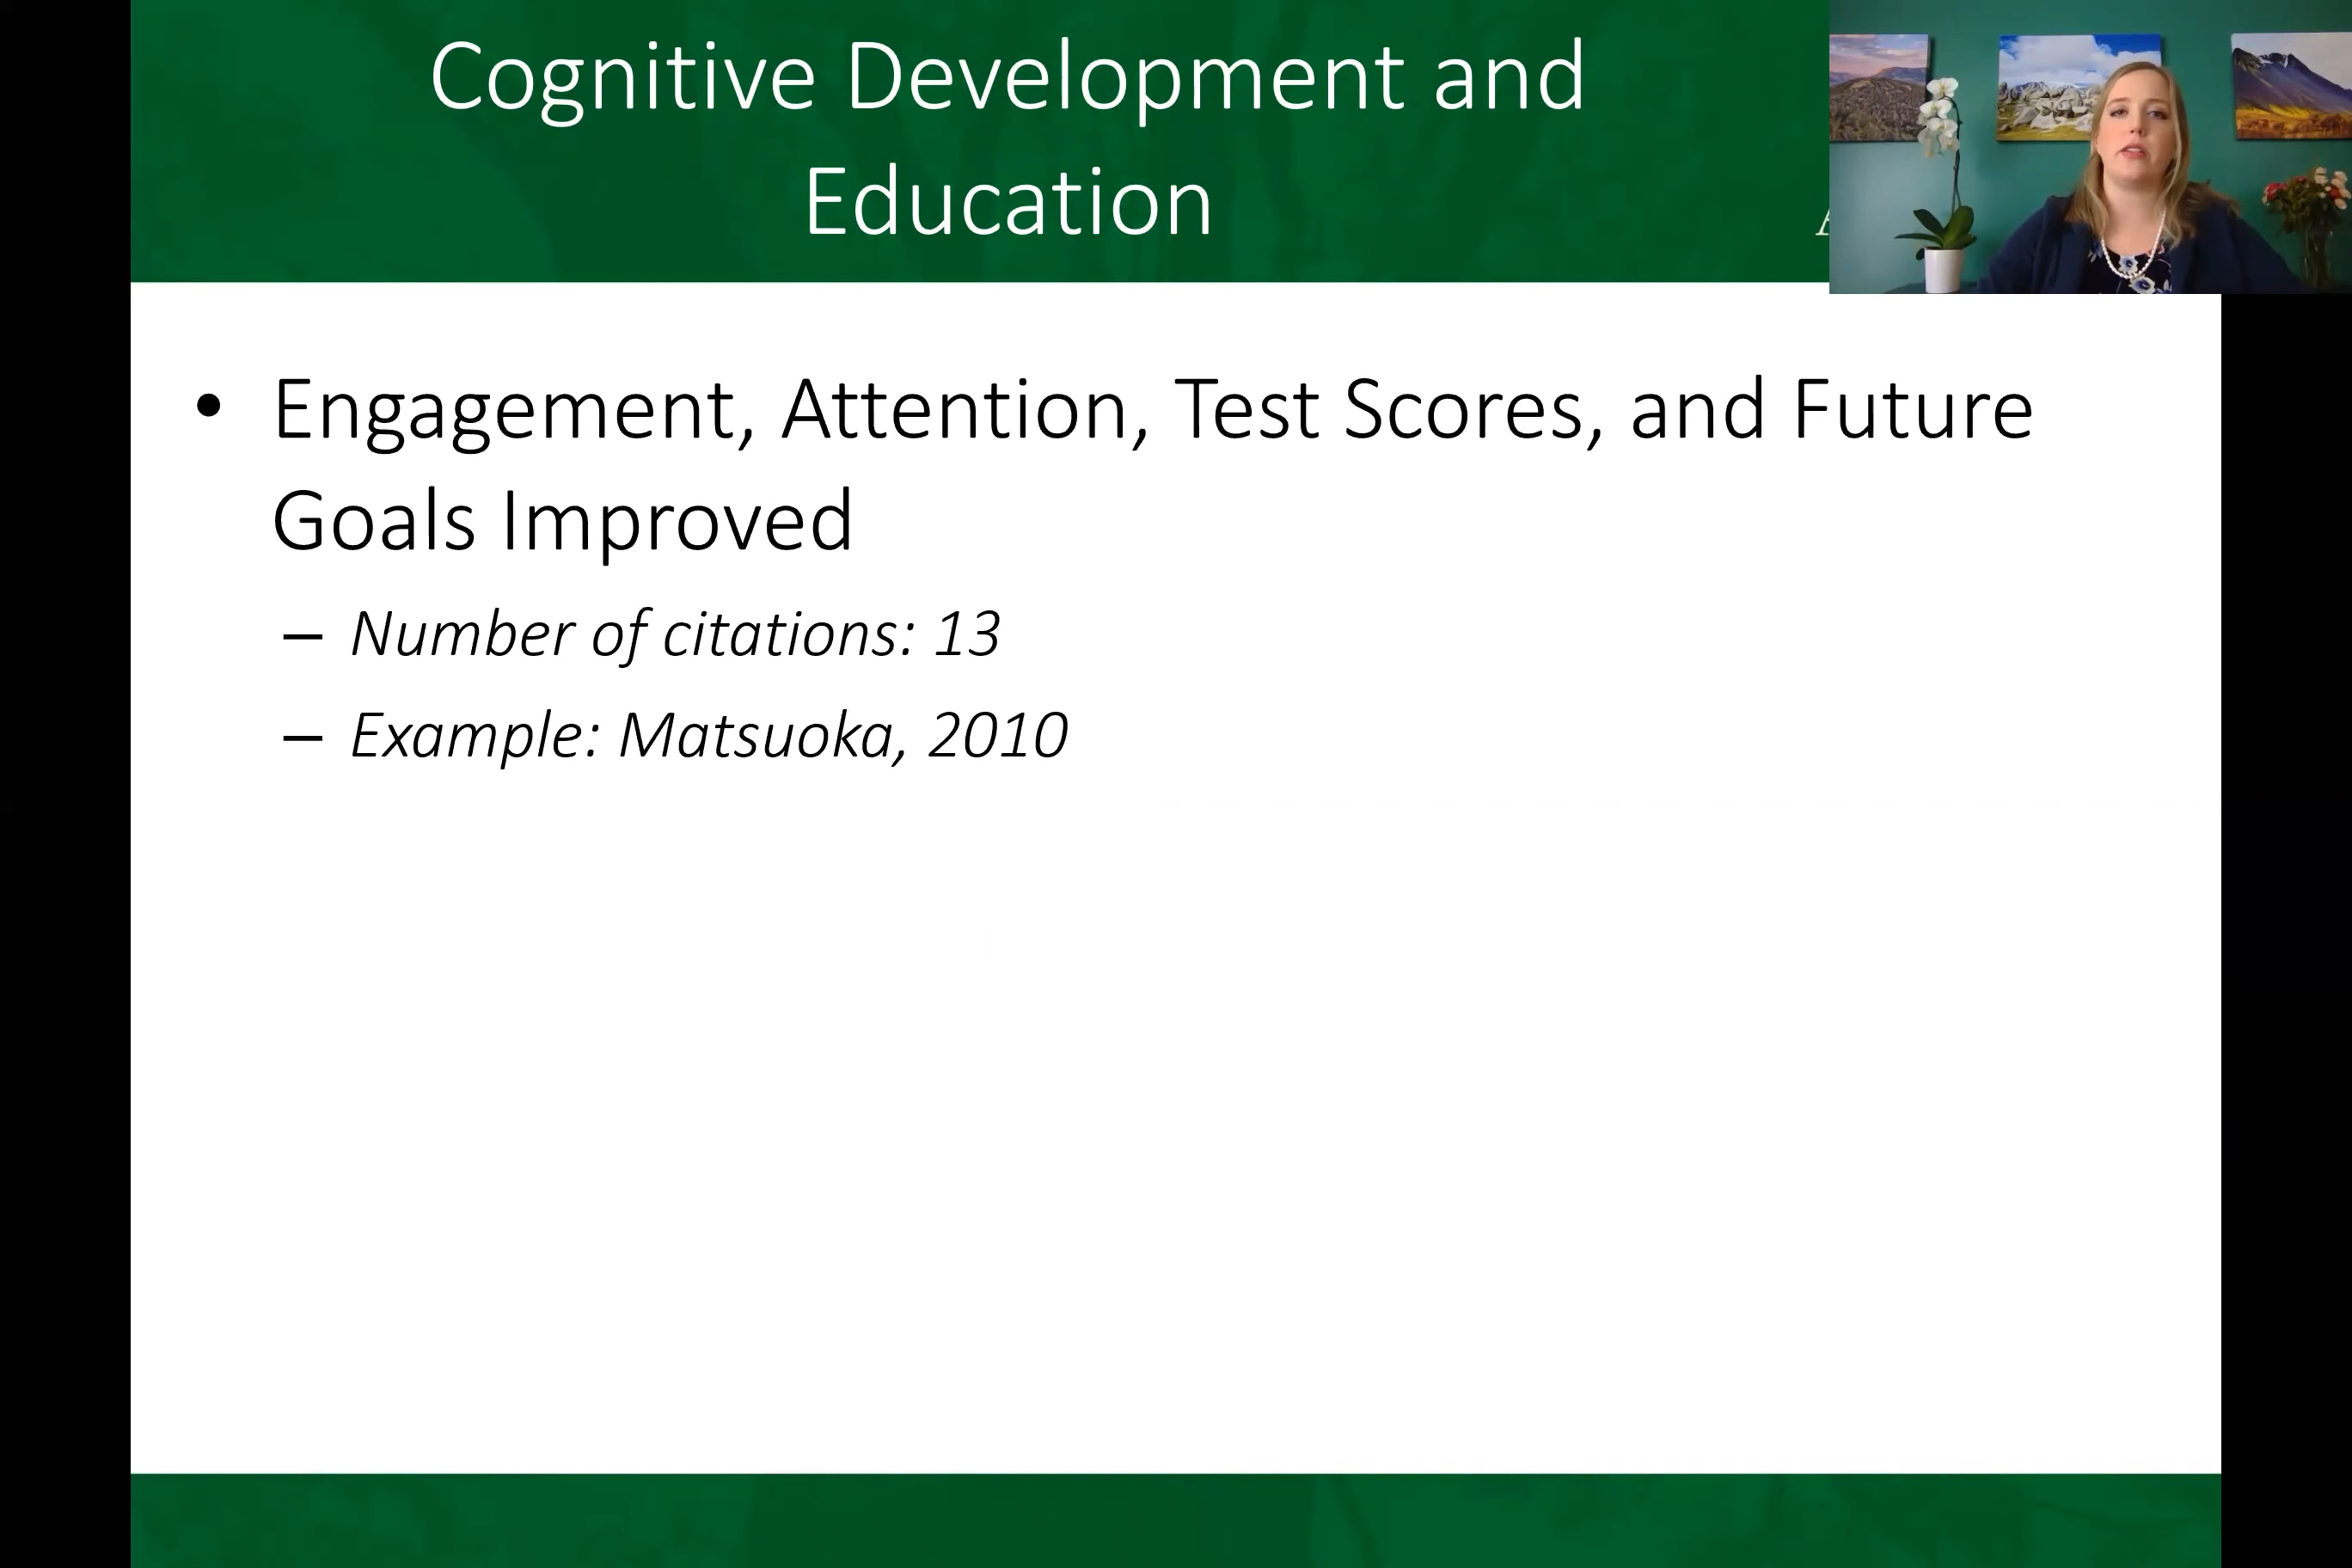 Cognitive Development and
Education
• Engagement, Attention, Test Scores, and Future
Goals Improved
– Number of citations: 13
– Example: Matsuoka, 2010